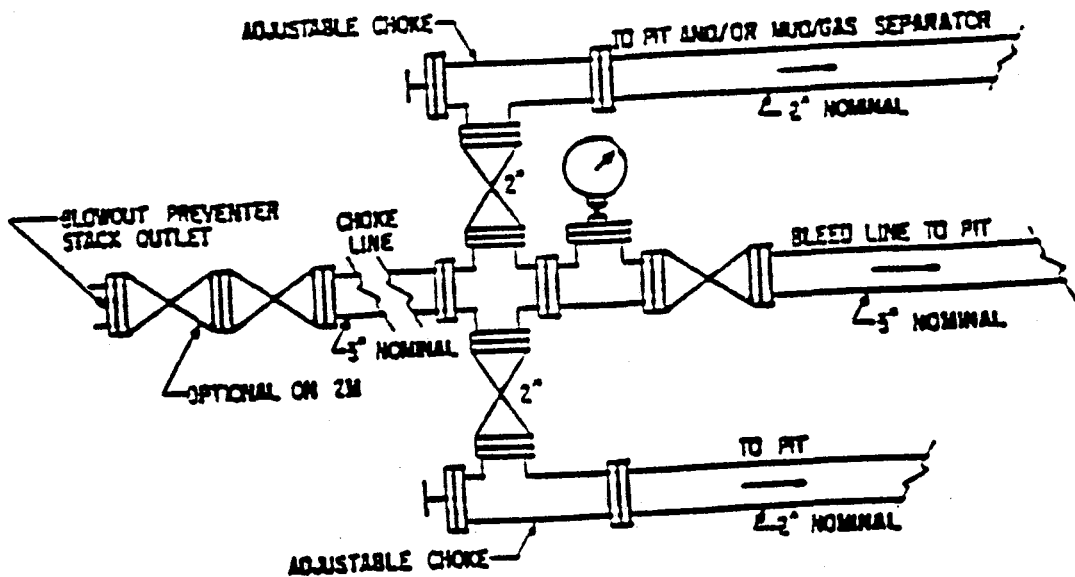 ADJUSTABLE CHOKE
TO PIT AND/OR MUD/GAS SEPARATOR
2" NOMINAL
2"
BLOWOUT PREVENTER
STACK OUTLET
CHOKE
LINE
BLEED LINE TO PIT
3" NOMINAL
3" NOMINAL
OPTIONAL ON 2M
2"
TO PIT
2" NOMINAL
ADJUSTABLE CHOKE